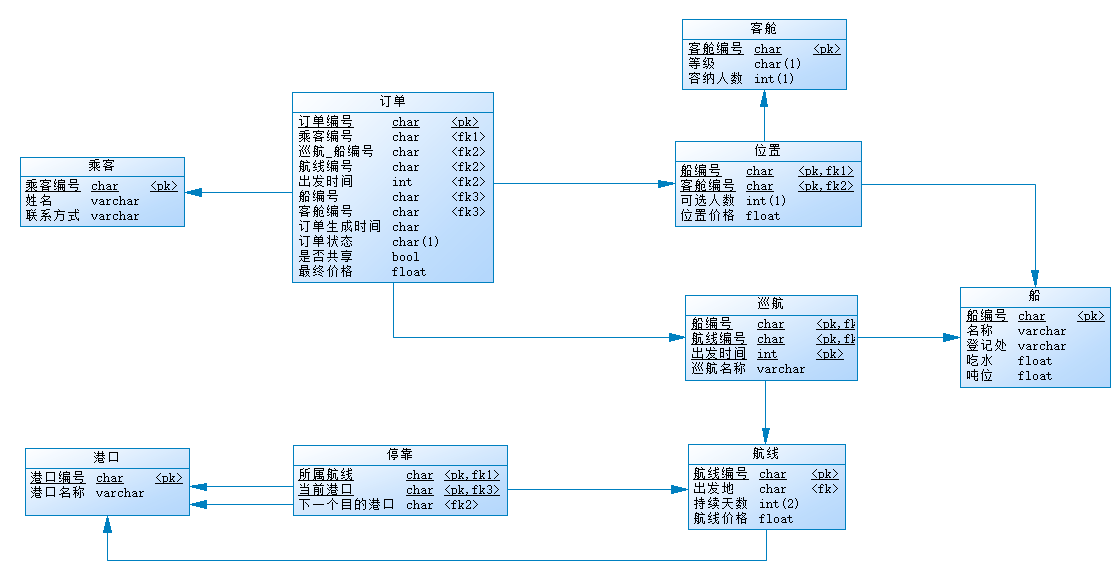 客舱
客舱编号 char <pk>
等级 char(1)
容纳人数 int(1)
订单
订单编号 char <pk>
乘客编号 char <fk1>
巡航_船编号 char <fk2>
航线编号 char <fk2>
出发时间 int <fk2>
船编号 char <fk3>
客舱编号 char <fk3>
订单生成时间 char
订单状态 char(1)
是否共享 bool
最终价格 float
乘客
乘客编号 char <pk>
姓名 varchar
联系方式 varchar
位置
船编号 char <pk,fk1>
客舱编号 char <pk,fk2>
可选人数 int(1)
位置价格 float
巡航
船编号 char <pk,fk
航线编号 char <pk,fk
出发时间 int <pk>
巡航名称 varchar
船
船编号 char <pk>
名称 varchar
登记处 varchar
吃水 float
吨位 float
港口
港口编号 char <pk>
港口名称 varchar
停靠
所属航线 char <pk,fk1>
当前港口 char <pk,fk3>
下一个目的港口 char <fk2>
航线
航线编号 char <pk>
出发地 char <fk>
持续天数 int(2)
航线价格 float